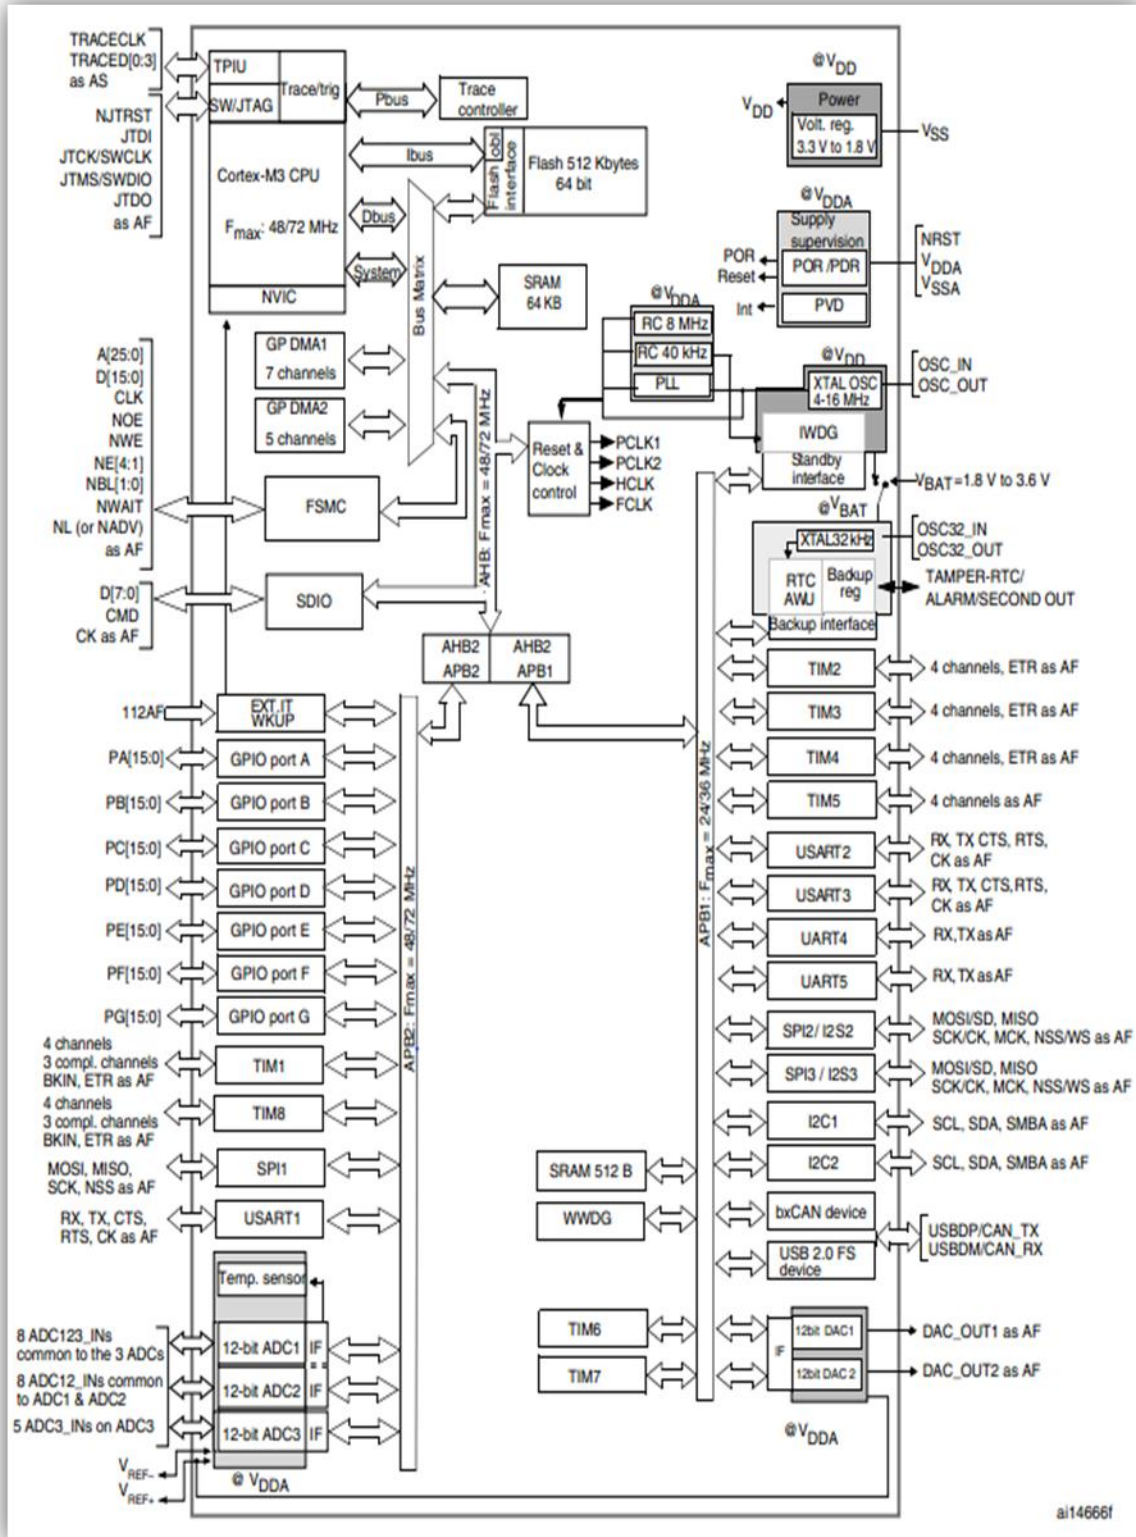 TRACECLK
TRACED[0:3]
as AS
NJTRST
JTDI
JTCK/SWCLK
JTMS/SWDIO
JTDO
as AF
TPIU
SW/JTAG
Trace/trig
Pbus
Trace
controller
Cortex-M3 CPU
Fmax: 48/72 MHz
NVIC
Ibus
Dbus
System
Flash obl
interface
Flash 512 Kbytes
64 bit
Bus Matrix
SRAM
64 KB
GP DMA1
7 channels
GP DMA2
5 channels
A[25:0]
D[15:0]
CLK
NOE
NWE
NE[4:1]
NBL[1:0]
NWAIT
NL (or NADV)
as AF
FSMC
D[7:0]
CMD
CK as AF
SDIO
AHB: Fmax = 48/72 MHz
Reset &
Clock
control
PCLK1
PCLK2
HCLK
FCLK
@VDD
VDD
Power
Volt. reg.
3.3 V to 1.8 V
VSS
@VDDA
Supply
supervision
POR /PDR
PVD
POR
Reset
Int
NRST
VDDA
VSSA
@VDDA
RC 8 MHz
RC 40 kHz
PLL
@VDD
XTAL OSC
4-16 MHz
OSC_IN
OSC_OUT
IWDG
Standby
interface
VBAT=1.8 V to 3.6 V
@VBAT
XTAL32kHz
OSC32_IN
OSC32_OUT
RTC
AWU
Backup
reg
TAMPER-RTC/
ALARM/SECOND OUT
Backup interface
AHB2
APB2
AHB2
APB1
112AF
EXT.IT
WKUP
PA[15:0]
GPIO port A
PB[15:0]
GPIO port B
PC[15:0]
GPIO port C
PD[15:0]
GPIO port D
PE[15:0]
GPIO port E
PF[15:0]
GPIO port F
PG[15:0]
GPIO port G
4 channels
3 compl. channels
BKIN, ETR as AF
TIM1
4 channels
3 compl. channels
BKIN, ETR as AF
TIM8
MOSI, MISO,
SCK, NSS as AF
SPI1
RX, TX, CTS,
RTS, CK as AF
USART1
Temp. sensor
8 ADC123_INs
common to the 3 ADCs
12-bit ADC1 IF
8 ADC12_INs common
to ADC1 & ADC2
12-bit ADC2 IF
5 ADC3_INs on ADC3
12-bit ADC3 IF
VREF-
VREF+
@ VDDA
APB2: Fmax = 48/72 MHz
APB1: Fmax = 24/36 MHz
TIM2
4 channels, ETR as AF
TIM3
4 channels, ETR as AF
TIM4
4 channels, ETR as AF
TIM5
4 channels as AF
USART2
RX, TX CTS, RTS,
CK as AF
USART3
RX, TX, CTS, RTS,
CK as AF
UART4
RX,TX as AF
UART5
RX, TX as AF
SPI2/ I2S2
MOSI/SD, MISO
SCK/CK, MCK, NSS/WS as AF
SPI3 / I2S3
MOSI/SD, MISO
SCK/CK, MCK, NSS/WS as AF
I2C1
SCL, SDA, SMBA as AF
I2C2
SCL, SDA, SMBA as AF
SRAM 512 B
WWDG
bxCAN device
USB 2.0 FS
device
USBDP/CAN_TX
USBDM/CAN_RX
TIM6
TIM7
IF
12bit DAC1
DAC_OUT1 as AF
12bit DAC 2
DAC_OUT2 as AF
@VDDA
ai14666f